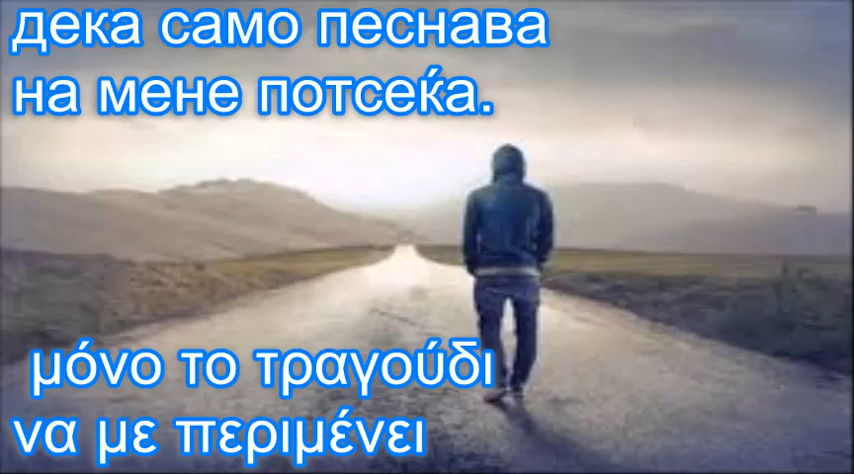 дека само песнава
на мене потсеќа.
μόνο το τραγούδι
να με περιμένει